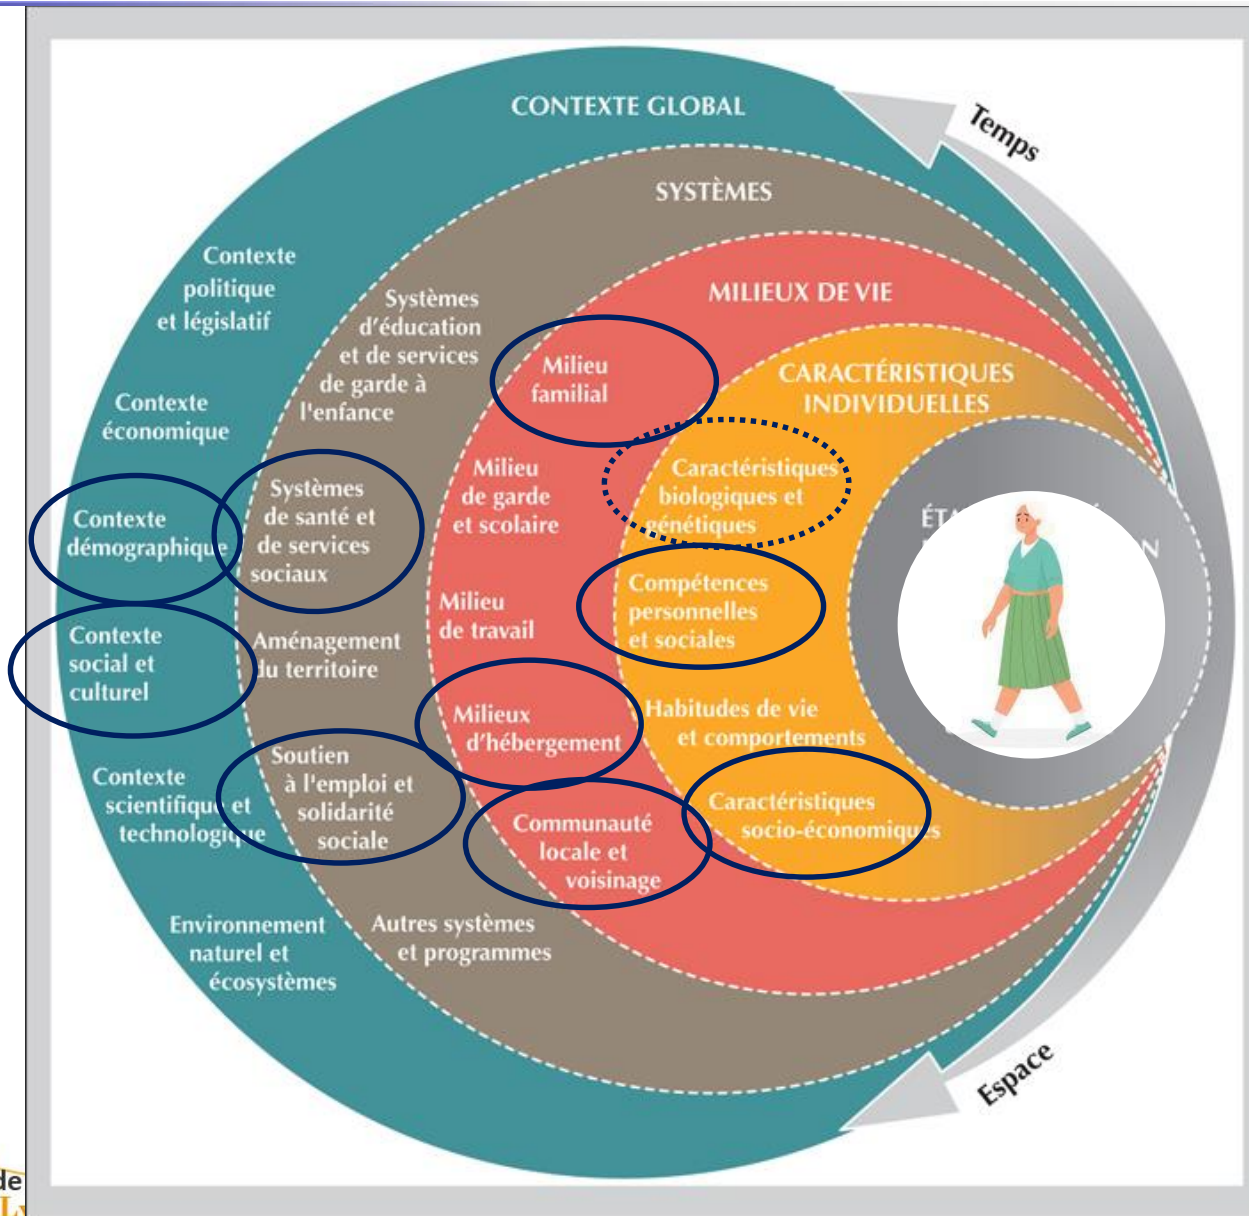 CONTEXTE GLOBAL
Temps
SYSTÈMES
MILIEUX DE VIE
CARACTÉRISTIQUES
INDIVIDUELLES
Contexte
politique
et législatif
Contexte
économique
Contexte
démographique
Contexte
social et
culturel
Contexte
scientifique et
technologique
Environnement
naturel et
écosystèmes
Systèmes
d'éducation
et de services
de garde à
l'enfance
Systèmes
de santé et
de services
sociaux
Aménagement
du territoire
Soutien
à l'emploi et
solidarité
sociale
Autres systèmes
et programmes
Milieu
familial
Milieu
de garde
et scolaire
Milieu
de travail
Milieux
d'hébergement
Communauté
locale et
voisinage
Caractéristiques
biologiques et
génétiques
Compétences
personnelles
et sociales
Habitudes de vie
et comportements
Caractéristiques
socio-économiques
Espace
de